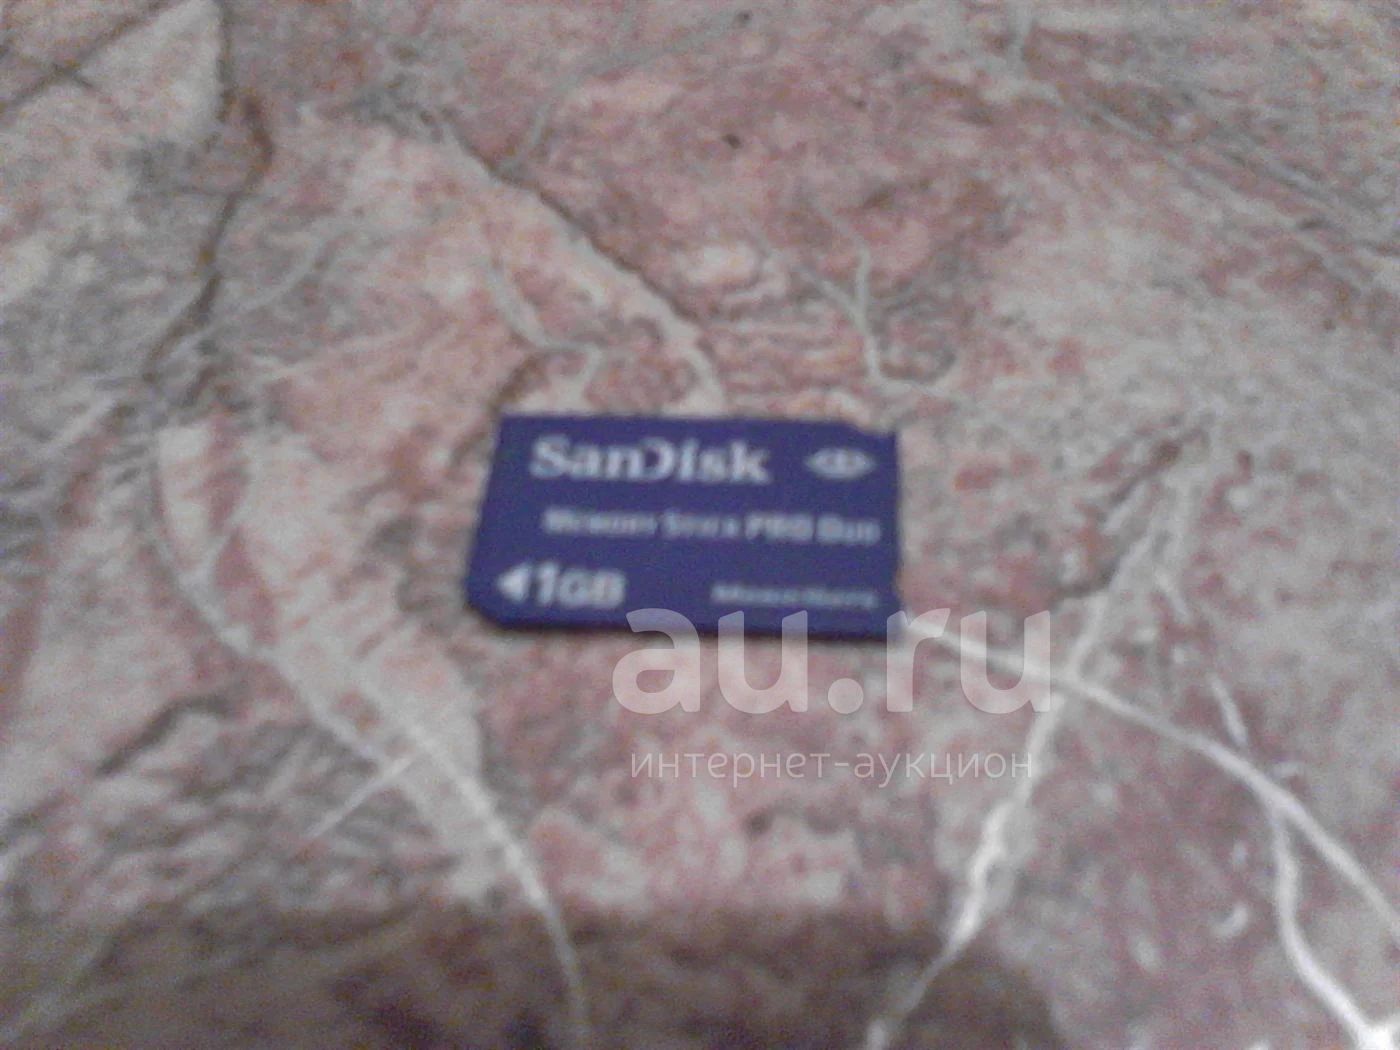 SanDisk
Memory Stick PRO Duo
1GB
au.ru
интернет-аукцион